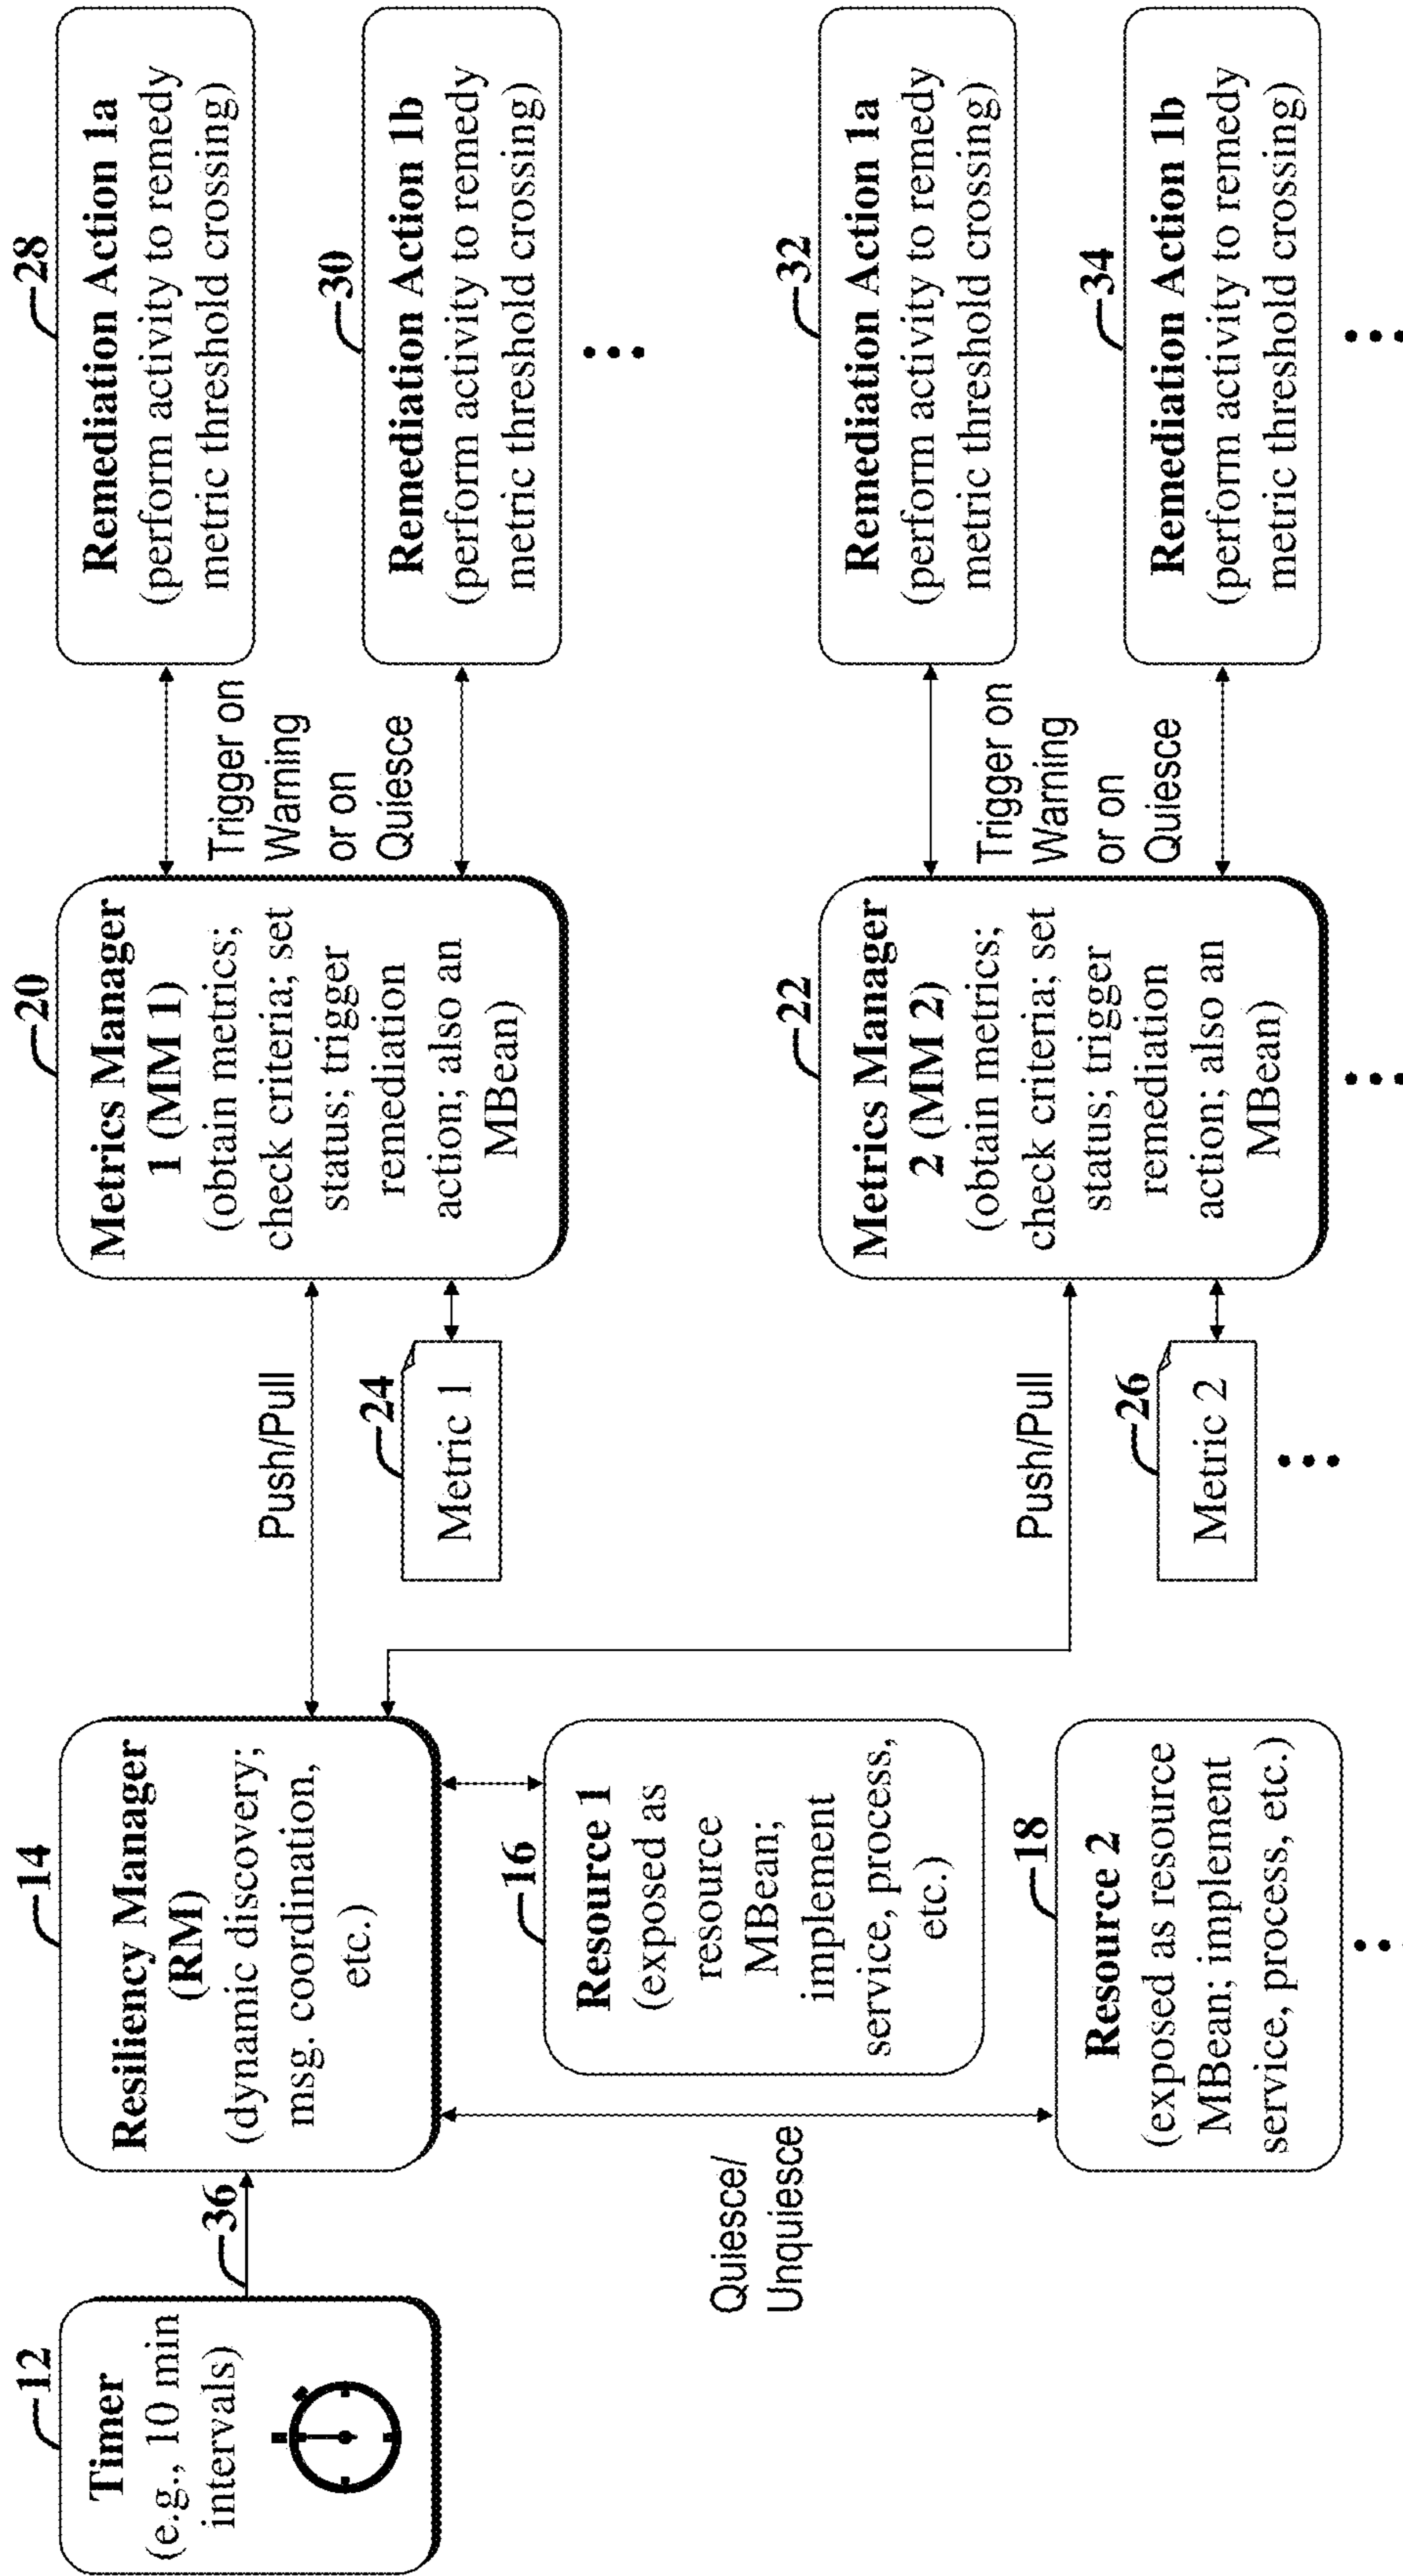 12
Timer
(e.g., 10 min
intervals)
36
14
Resiliency Manager
(RM)
(dynamic discovery;
msg. coordination,
etc.)
Quiesce/
Unquiesce
16
Resource 1
(exposed as
resource
MBean;
implement
service, process,
etc.)
18
Resource 2
(exposed as resource
MBean; implement
service, process, etc.)
Push/Pull
24
Metric 1
Push/Pull
26
Metric 2
20
Metrics Manager
1 (MM 1)
(obtain metrics;
check criteria; set
status; trigger
remediation
action; also an
MBean)
22
Metrics Manager
2 (MM 2)
(obtain metrics;
check criteria; set
status; trigger
remediation
action; also an
MBean)
Trigger on
Warning
or on
Quiesce
Trigger on
Warning
or on
Quiesce
28
Remediation Action 1a
(perform activity to remedy
metric threshold crossing)
30
Remediation Action 1b
(perform activity to remedy
metric threshold crossing)
32
Remediation Action 1a
(perform activity to remedy
metric threshold crossing)
34
Remediation Action 1b
(perform activity to remedy
metric threshold crossing)